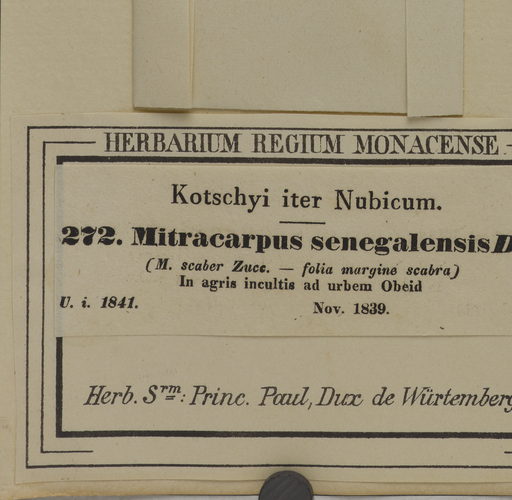 HERBARIUM REGIUM MONACENSE.
Kotschyi iter Nubicum.
272. Mitracarpus senegalensis D
(M. scaber Zucc. — folia margine scabra)
In agris incultis ad urbem Obeid
U. i. 1841. Nov. 1839.
Herb. Srm: Princ. Paul, Dux de Würtemberg